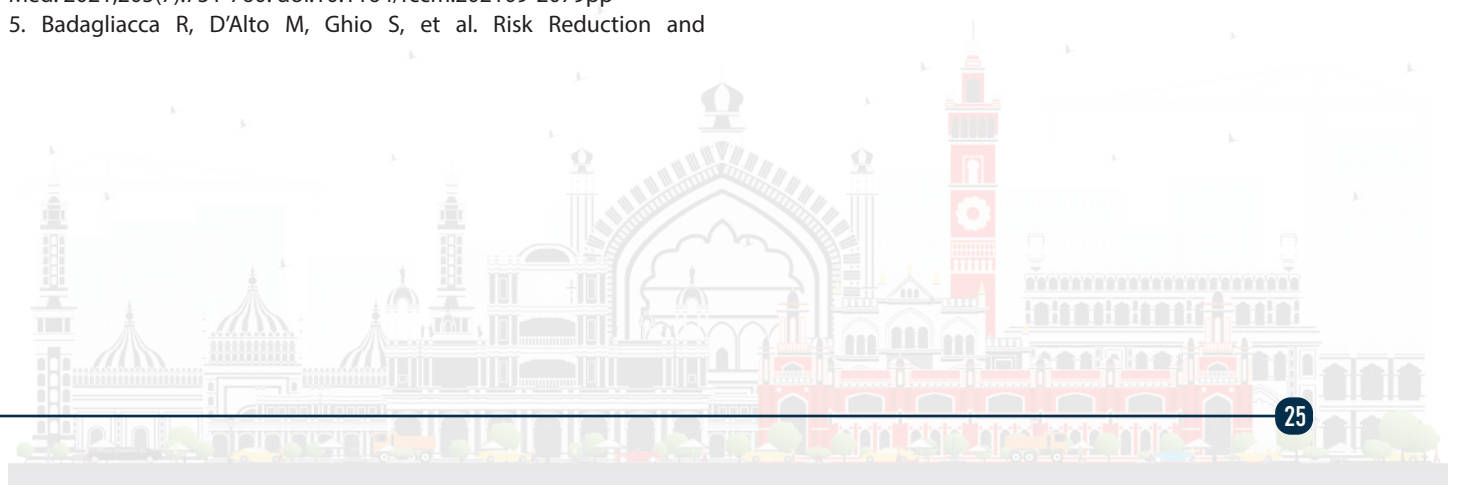 5. Badagliacca R, D’Alto M, Ghio S, et al. Risk Reduction and
25